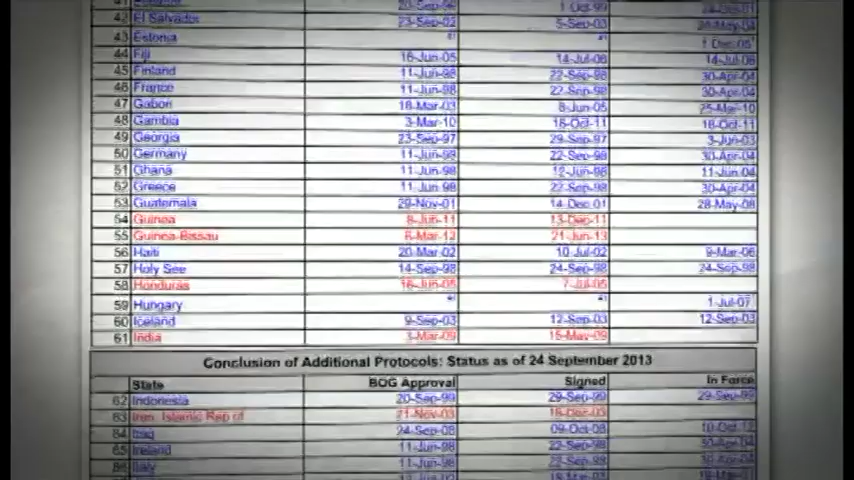 42 El Salvador 23-Sep-02 5-Sep-03
43 Estonia 1 Dec 05
44 Fiji 16-Jun-05 14-Jul-06 14-Jul-06
45 Finland 11-Jun-98 22-Sep-98 30-Apr-04
46 France 11-Jun-98 22-Sep-98 30-Apr-04
47 Gabon 18-Mar-03 8-Jun-05 25-Mar-10
48 Gambia 3-Mar-10 18-Oct-11 18-Oct-11
49 Georgia 23-Sep-97 29-Sep-97 3-Jun-03
50 Germany 11-Jun-98 22-Sep-98 30-Apr-04
51 Ghana 11-Jun-98 12-Jun-98 11-Jun-04
52 Greece 11 Jun 98 22-Sep-98 30-Apr-04
53 Guatemala 29-Nov-01 14 Dec 01 28-May-08
54 Guinea 8-Jun-11 13-Dec-11
55 Guinea-Bissau 21-Jun-13
56 Haiti 20-Mar-02 10-Jul-02 9-Mar-06
57 Holy See 14-Sep-98 24-Sep-98 24-Sep-98
58 Honduras 16-Jun-05 7-Jul-05
59 Hungary 1 Jul-07
60 Iceland 9-Sep-03 12-Sep-03 12-Sep-03
61 India 3-Mar-09 15-May-09
Conclusion of Additional Protocols: Status as of 24 September 2013
State BOG Approval Signed In Force
62 Indonesia 20-Sep-99 29-Sep-99 29-Sep-99
63 Iran, Islamic Rep of 21-Nov-03 18-Dec-03
64 Iraq 24-Sep-08 09-Oct-08 10-Oct-12
65 Ireland 11-Jun-98 22-Sep-98 30-Apr-04
66 Italy 11-Jun-98 22-Sep-98 30-Apr-04